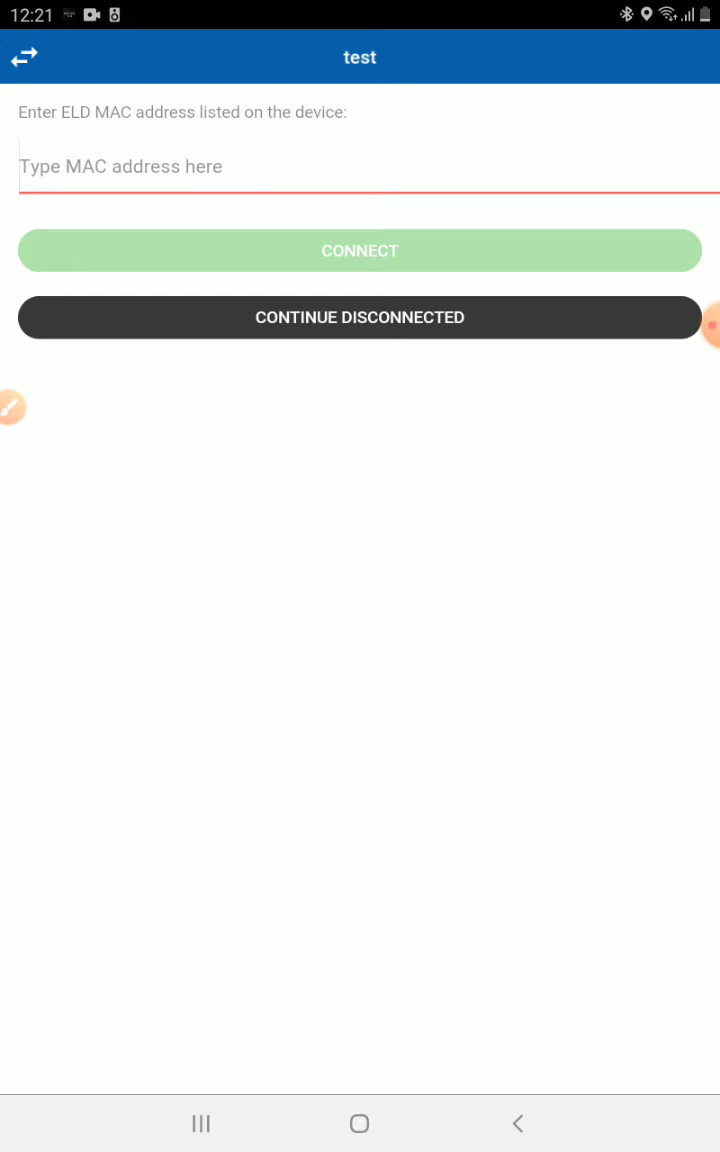 12:21
test
Enter ELD MAC address listed on the device:
Type MAC address here
CONNECT
CONTINUE DISCONNECTED